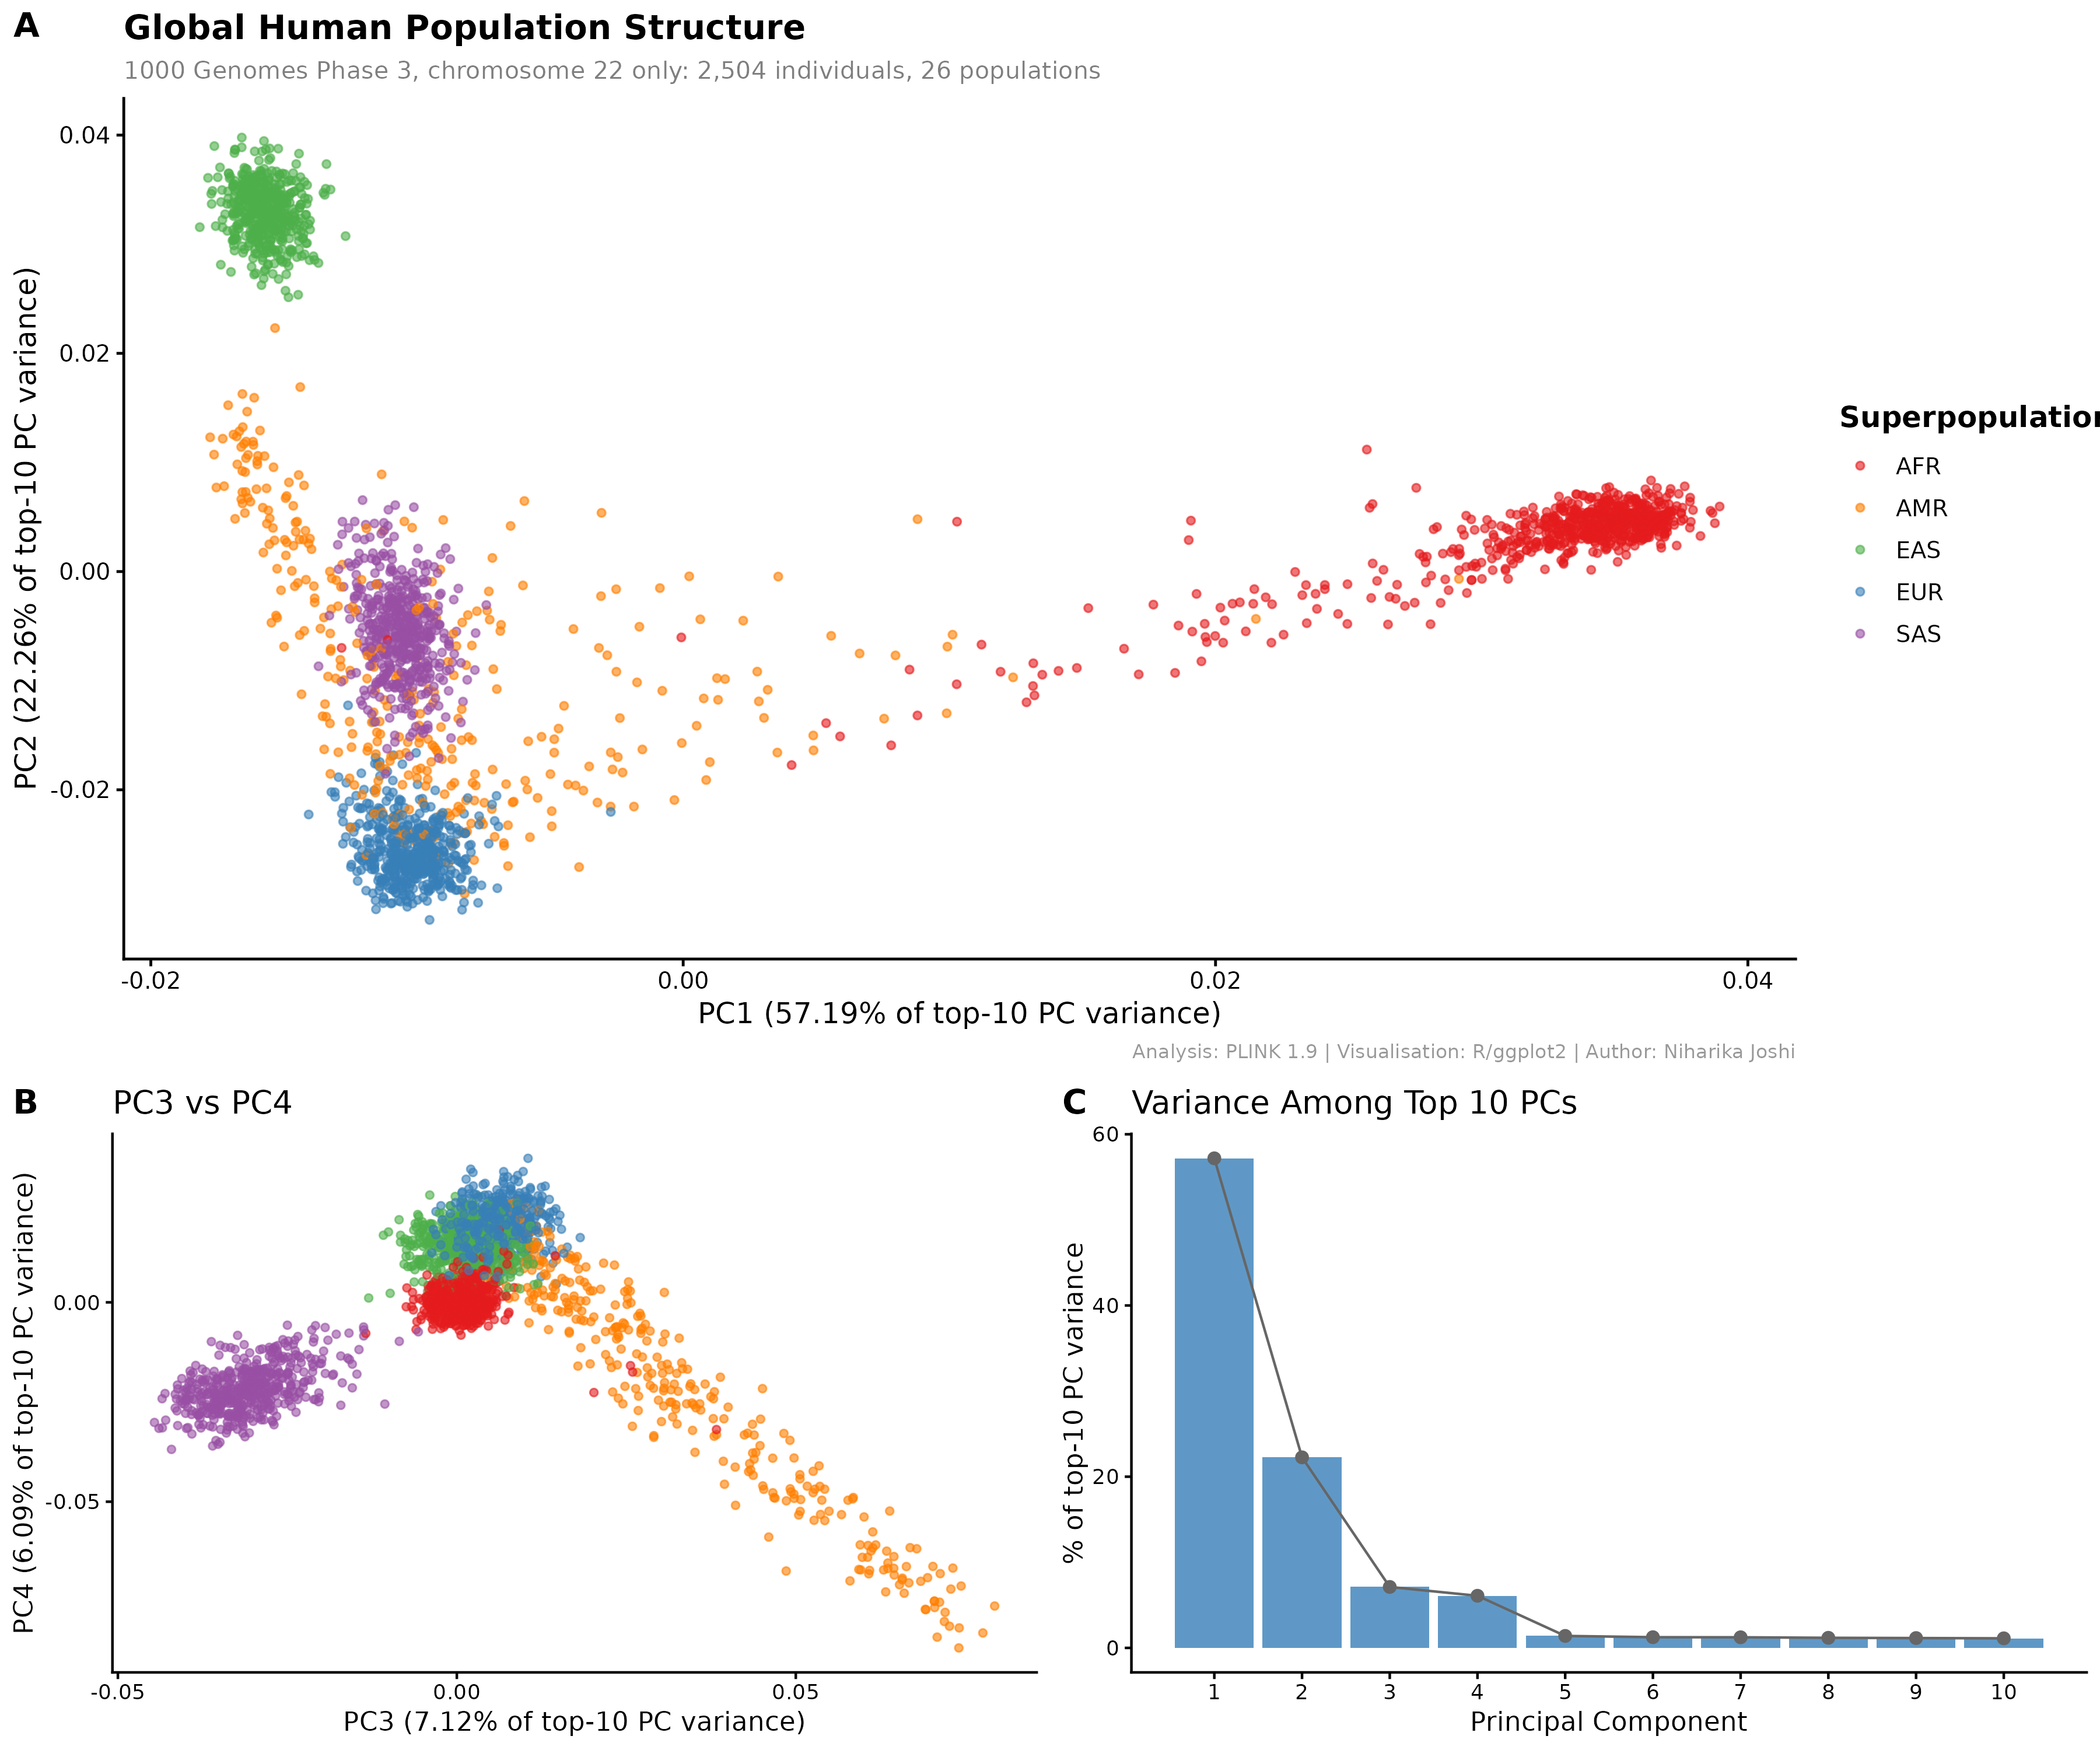 A
Global Human Population Structure
1000 Genomes Phase 3, chromosome 22 only: 2,504 individuals, 26 populations
PC2 (22.26% of top-10 PC variance)
0.04
0.02
0.00
-0.02
-0.02
0.00
0.02
0.04
PC1 (57.19% of top-10 PC variance)
Superpopulation
AFR
AMR
EAS
EUR
SAS
Analysis: PLINK 1.9 | Visualisation: R/ggplot2 | Author: Niharika Joshi
B
PC3 vs PC4
PC4 (6.09% of top-10 PC variance)
0.00
-0.05
-0.05
0.00
0.05
PC3 (7.12% of top-10 PC variance)
C
Variance Among Top 10 PCs
% of top-10 PC variance
60
40
20
0
1
2
3
4
5
6
7
8
9
10
Principal Component